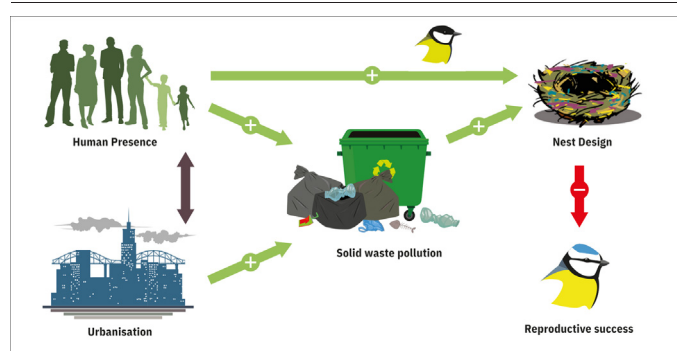 Human Presence
Nest Design
Solid waste pollution
Urbanisation
Reproductive success